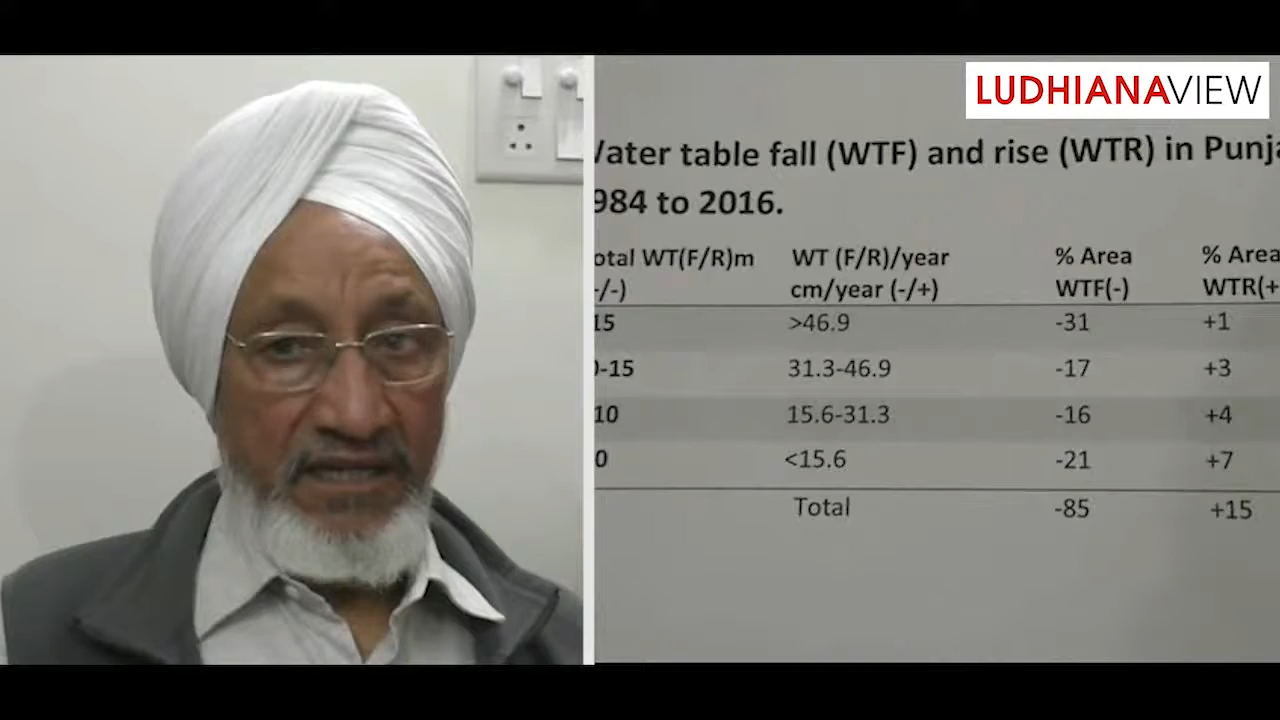 LUDHIANAVIEW
Water table fall (WTF) and rise (WTR) in Punja
984 to 2016.
otal WT(F/R)m WT (F/R)/year % Area % Area
-/-) cm/year (-/+) WTF(-) WTR(+
15 >46.9 -31 +1
0-15 31.3-46.9 -17 +3
10 15.6-31.3 -16 +4
0 <15.6 -21 +7
Total -85 +15